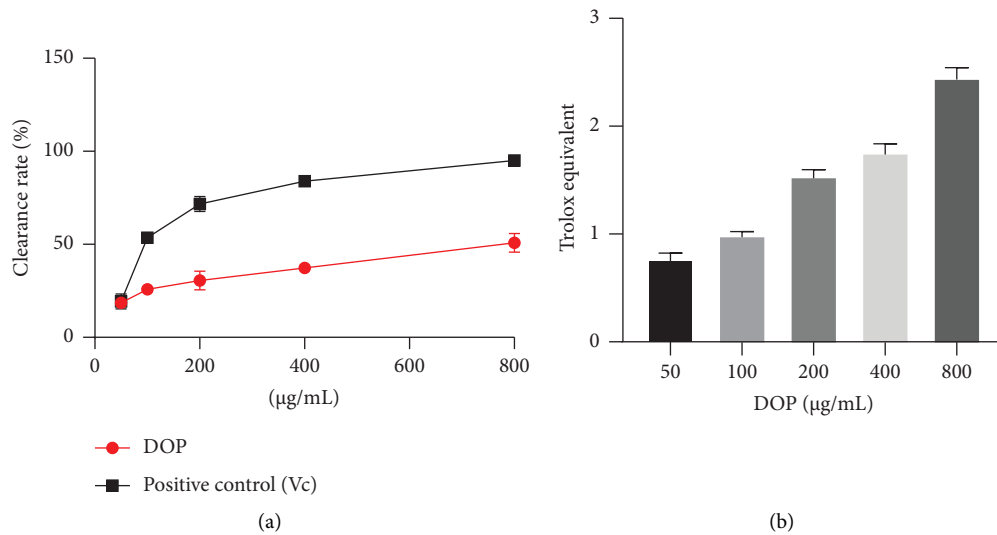 150
100
50
0
Clearance rate (%)
0
200
400
600
800
(μg/mL)
DOP
Positive control (Vc)
(a)
3
2
1
0
Trolox equivalent
50
100
200
400
800
DOP (μg/mL)
(b)